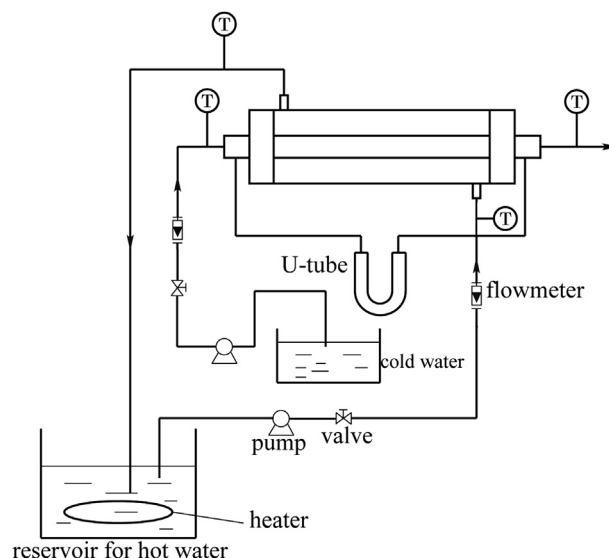 T
T
T
T
U-tube
flowmeter
cold water
pump
valve
heater
reservoir for hot water